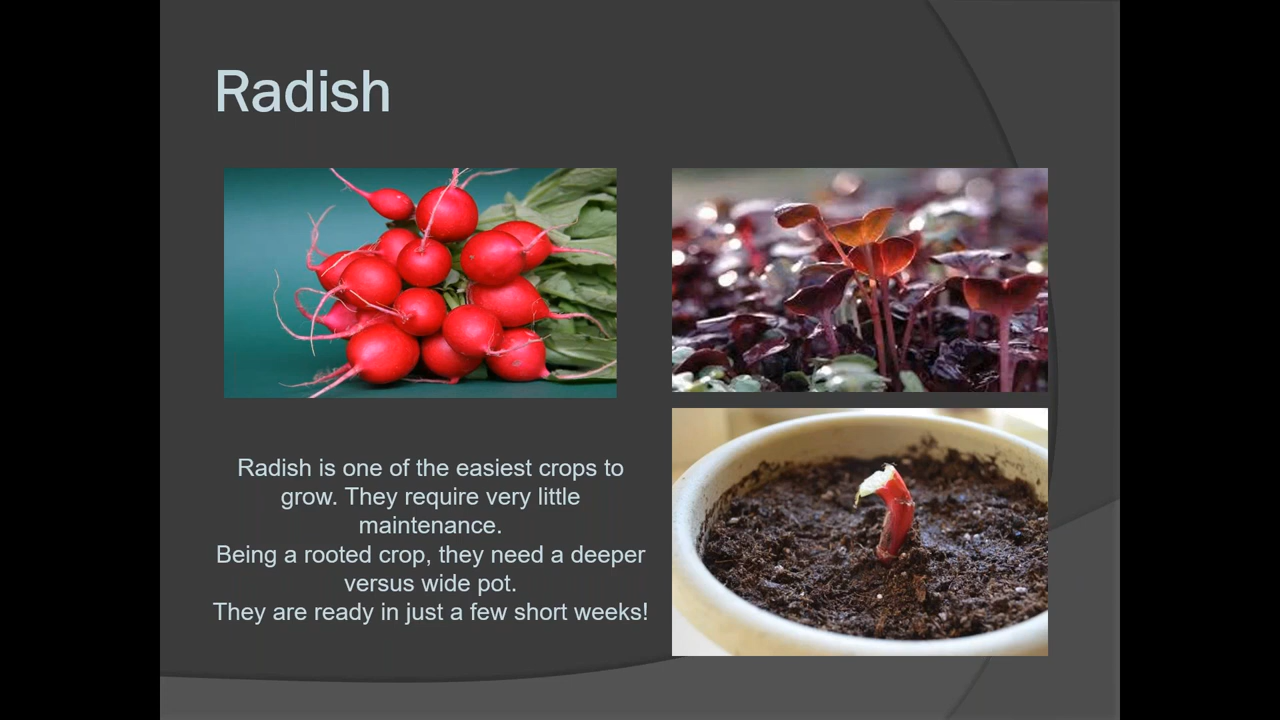 Radish
Radish is one of the easiest crops to
grow. They require very little
maintenance.
Being a rooted crop, they need a deeper
versus wide pot.
They are ready in just a few short weeks!